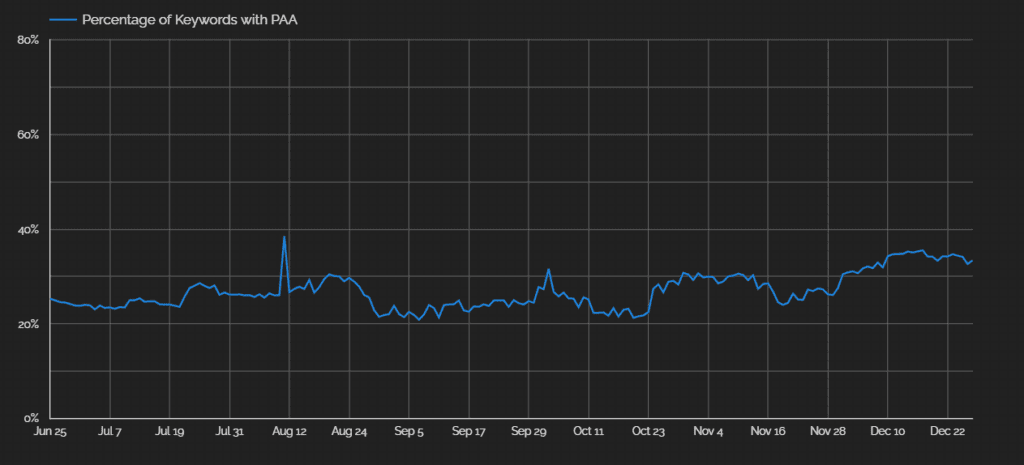 Percentage of Keywords with PAA
80%
60%
40%
20%
0%
Jun 25 Jul 7 Jul 19 Jul 31 Aug 12 Aug 24 Sep 5 Sep 17 Sep 29 Oct 11 Oct 23 Nov 4 Nov 16 Nov 28 Dec 10 Dec 22